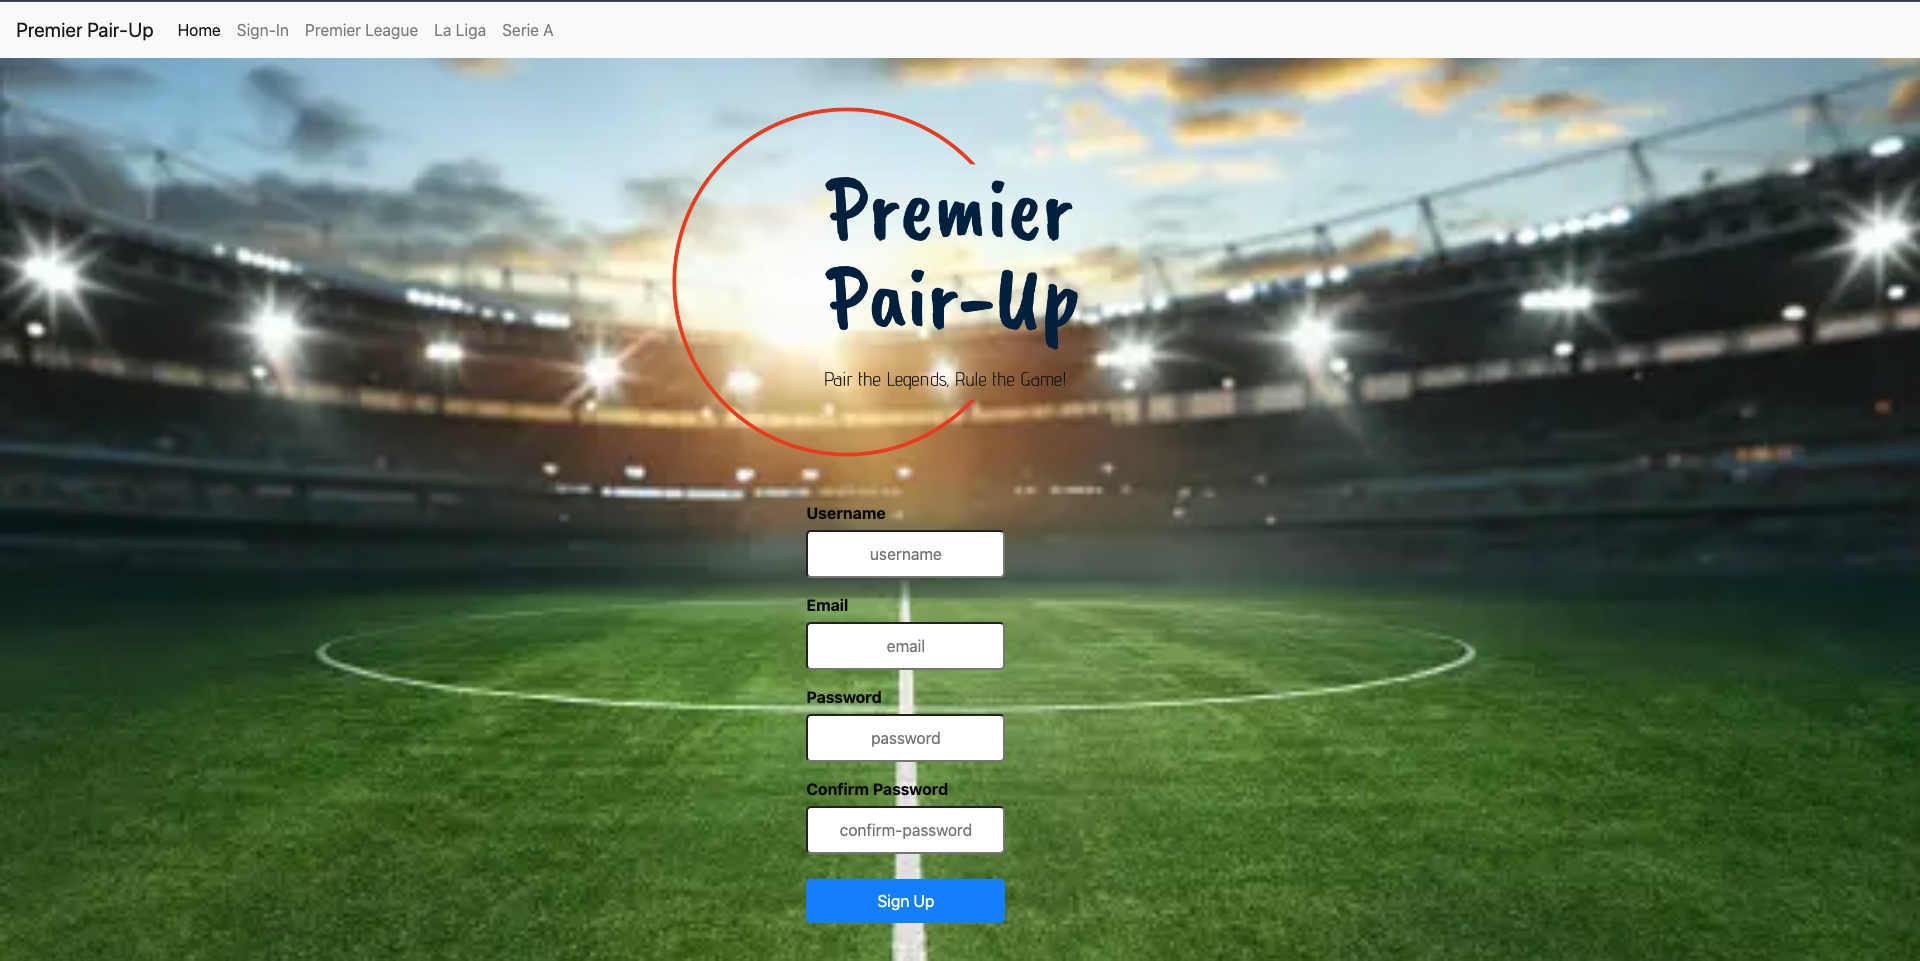 Premier Pair-Up Home Sign-In Premier League La Liga Serie A
Premier
Pair-Up
Pair the Legends, Rule the Game!
Username
username
Email
email
Password
password
Confirm Password
confirm-password
Sign Up